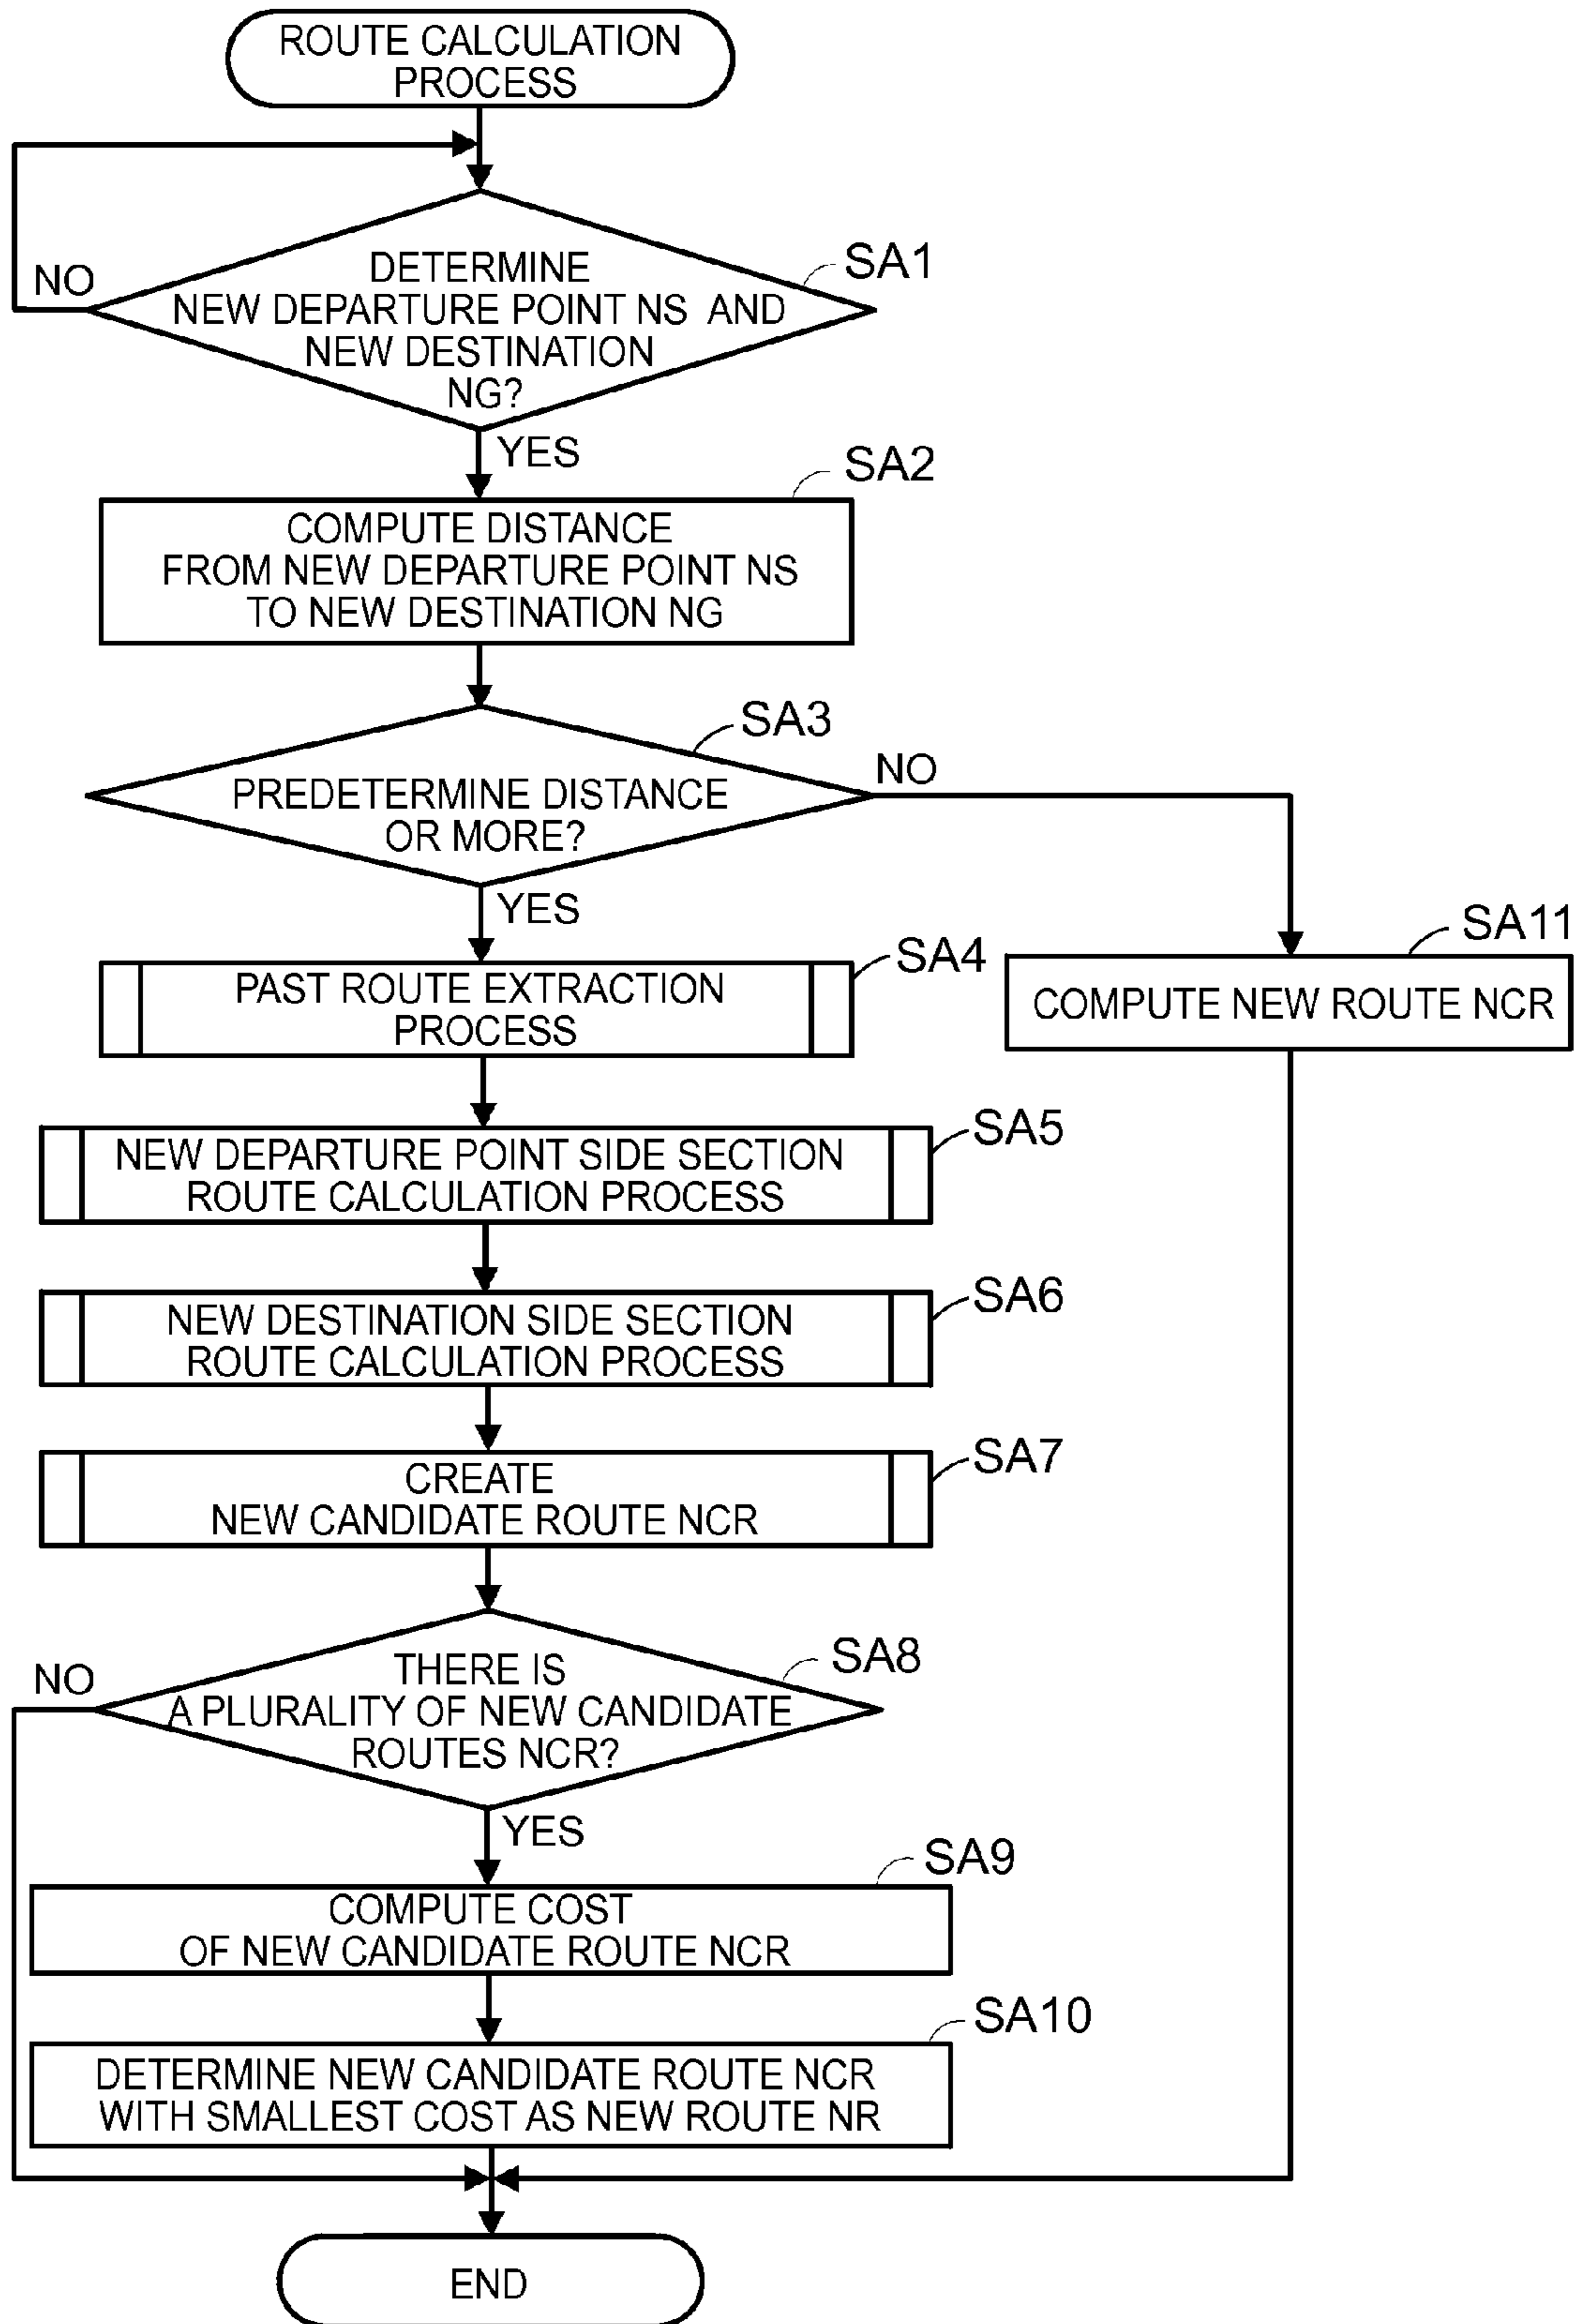 ROUTE CALCULATION
PROCESS
NO
DETERMINE
NEW DEPARTURE POINT NS AND
NEW DESTINATION
NG?
SA1
YES
SA2
COMPUTE DISTANCE
FROM NEW DEPARTURE POINT NS
TO NEW DESTINATION NG
SA3
PREDETERMINE DISTANCE
OR MORE?
NO
YES
SA4
PAST ROUTE EXTRACTION
PROCESS
SA11
COMPUTE NEW ROUTE NCR
SA5
NEW DEPARTURE POINT SIDE SECTION
ROUTE CALCULATION PROCESS
SA6
NEW DESTINATION SIDE SECTION
ROUTE CALCULATION PROCESS
SA7
CREATE
NEW CANDIDATE ROUTE NCR
NO
SA8
THERE IS
A PLURALITY OF NEW CANDIDATE
ROUTES NCR?
YES
SA9
COMPUTE COST
OF NEW CANDIDATE ROUTE NCR
SA10
DETERMINE NEW CANDIDATE ROUTE NCR
WITH SMALLEST COST AS NEW ROUTE NR
END